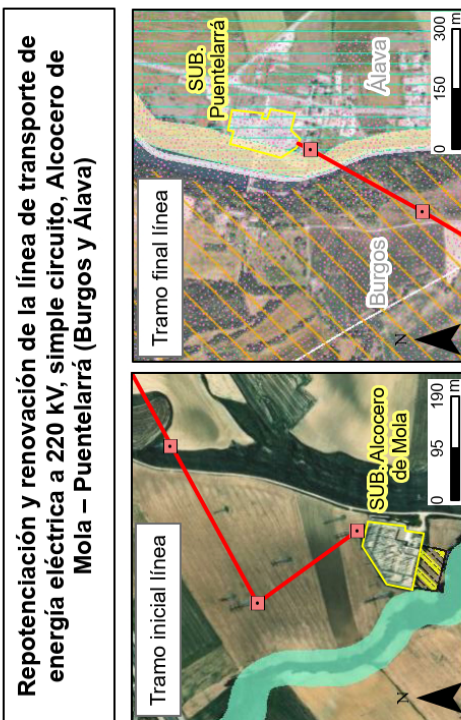 Repotenciación y renovación de la línea de transporte de
energía eléctrica a 220 kV, simple circuito, Alcocero de
Mola – Puentelarrá (Burgos y Álava)
Tramo inicial línea
SUB. Alcocero
de Mola
N
0 95 190
m
Tramo final línea
SUB.
Puentelarrá
Álava
Burgos
N
0 150 300
m